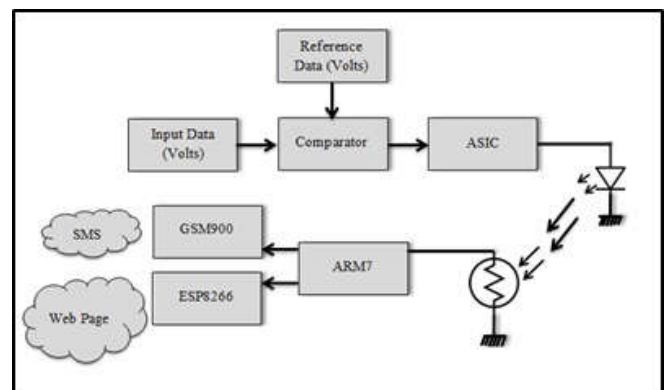 Reference
Data (Volts)
Input Data
(Volts)
Comparator
ASIC
SMS
GSM900
ARM7
ESP8266
Web Page